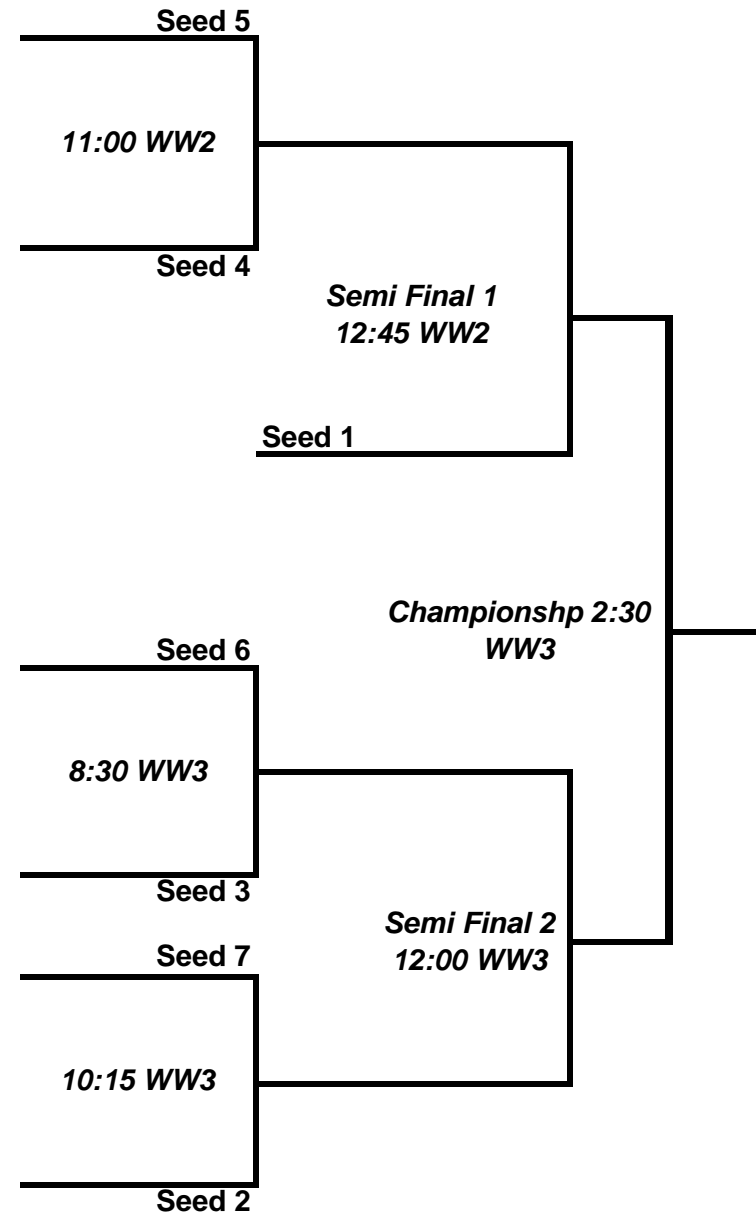 Seed 5
11:00 WW2
Seed 4
Semi Final 1
12:45 WW2
Seed 1
Championshp 2:30
WW3
Seed 6
8:30 WW3
Seed 3
Semi Final 2
12:00 WW3
Seed 7
10:15 WW3
Seed 2